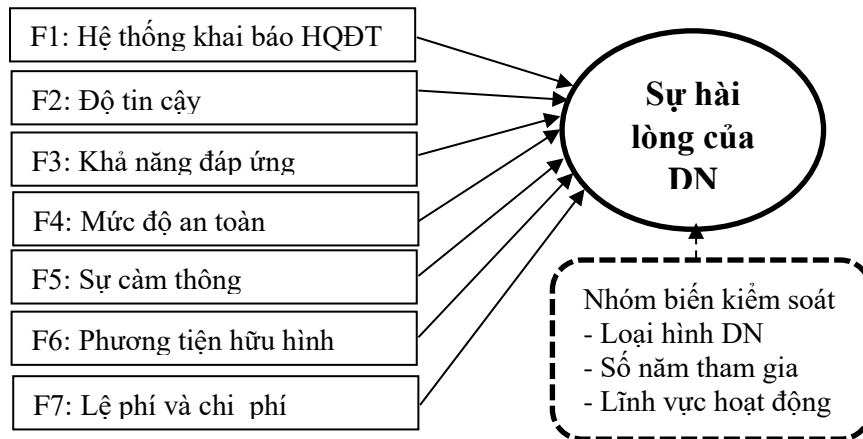 F1: Hệ thống khai báo HQĐT
F2: Độ tin cậy
F3: Khả năng đáp ứng
F4: Mức độ an toàn
F5: Sự càm thông
F6: Phương tiện hữu hình
F7: Lệ phí và chi phí
Sự hài
lòng của
DN
Nhóm biến kiểm soát
- Loại hình DN
- Số năm tham gia
- Lĩnh vực hoạt động